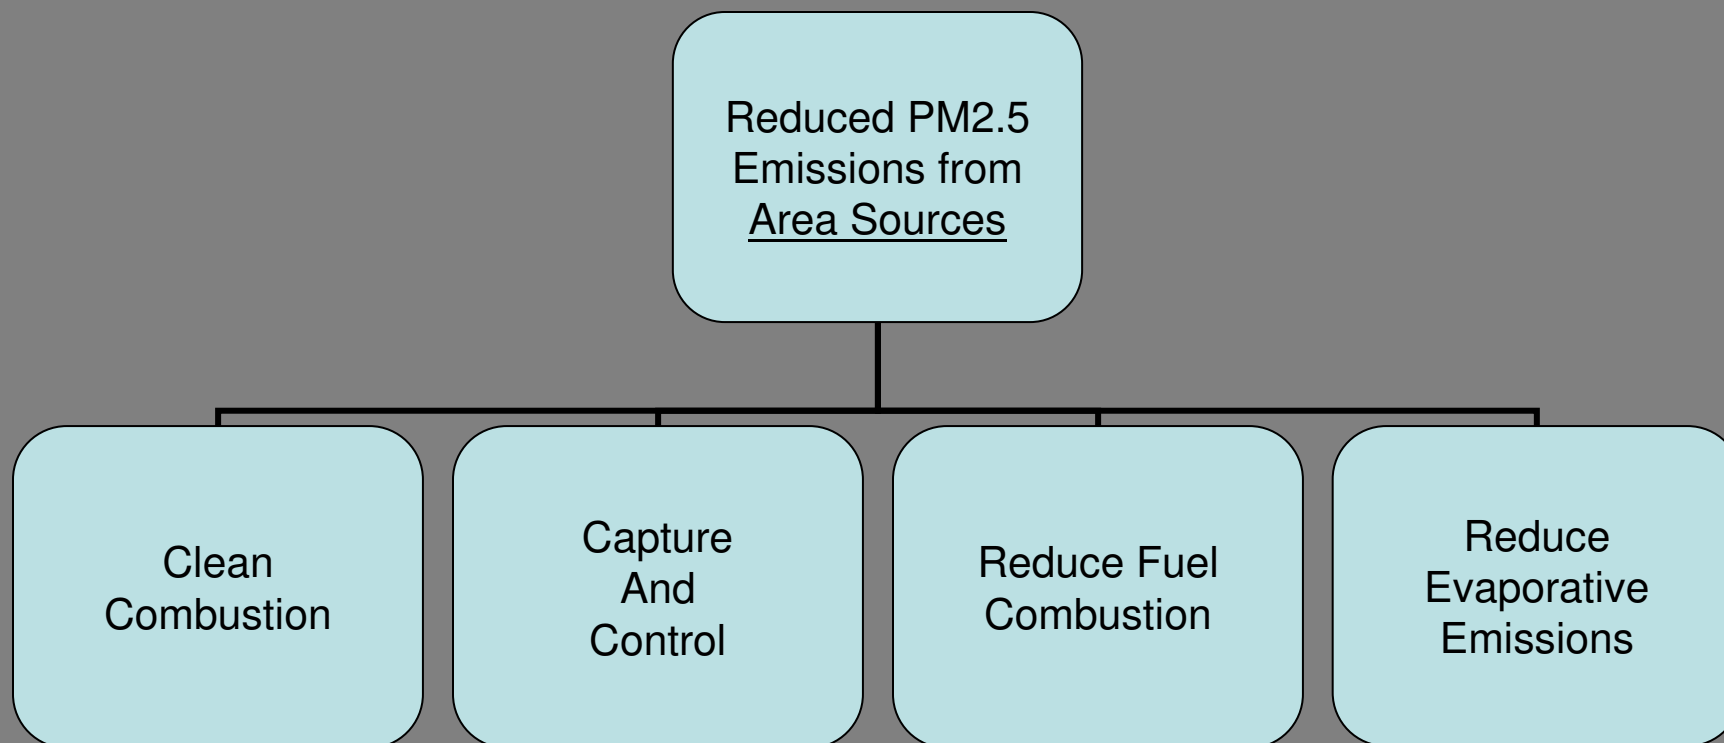 Reduced PM2.5
Emissions from
Area Sources
Clean
Combustion
Capture
And
Control
Reduce Fuel
Combustion
Reduce
Evaporative
Emissions